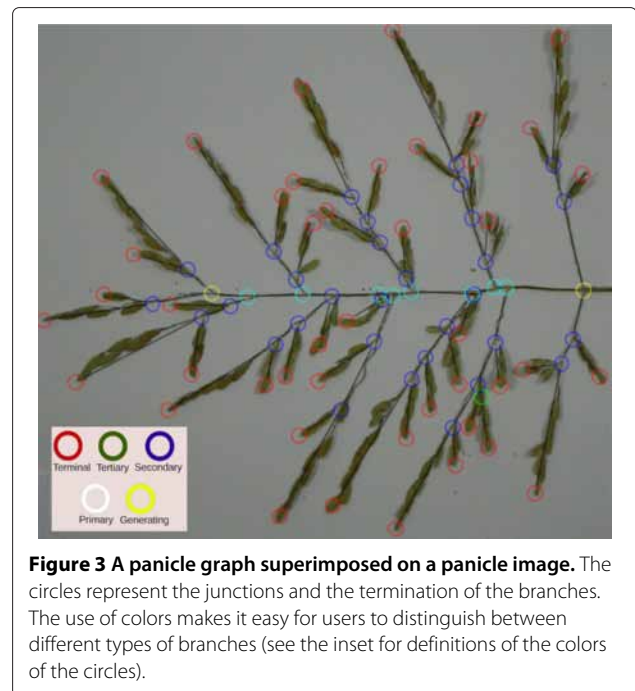 Terminal Tertiary Secondary
Primary Generating
Figure 3 A panicle graph superimposed on a panicle image. The
circles represent the junctions and the termination of the branches.
The use of colors makes it easy for users to distinguish between
different types of branches (see the inset for definitions of the colors
of the circles).